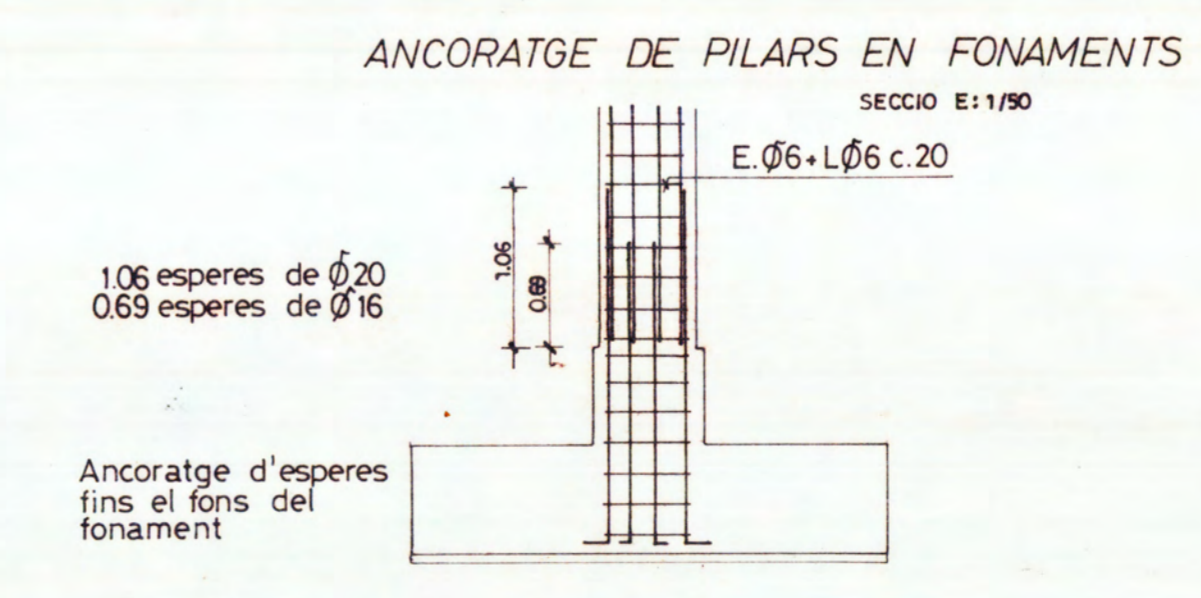 ANCORATGE DE PILARS EN FONAMENTS
SECCIO E: 1/50
E.Ø6+LØ6 c.20
1.06
0.69
1.06 esperes de Ø20
0.69 esperes de Ø16
Ancoratge d'esperes
fins el fons del
fonament